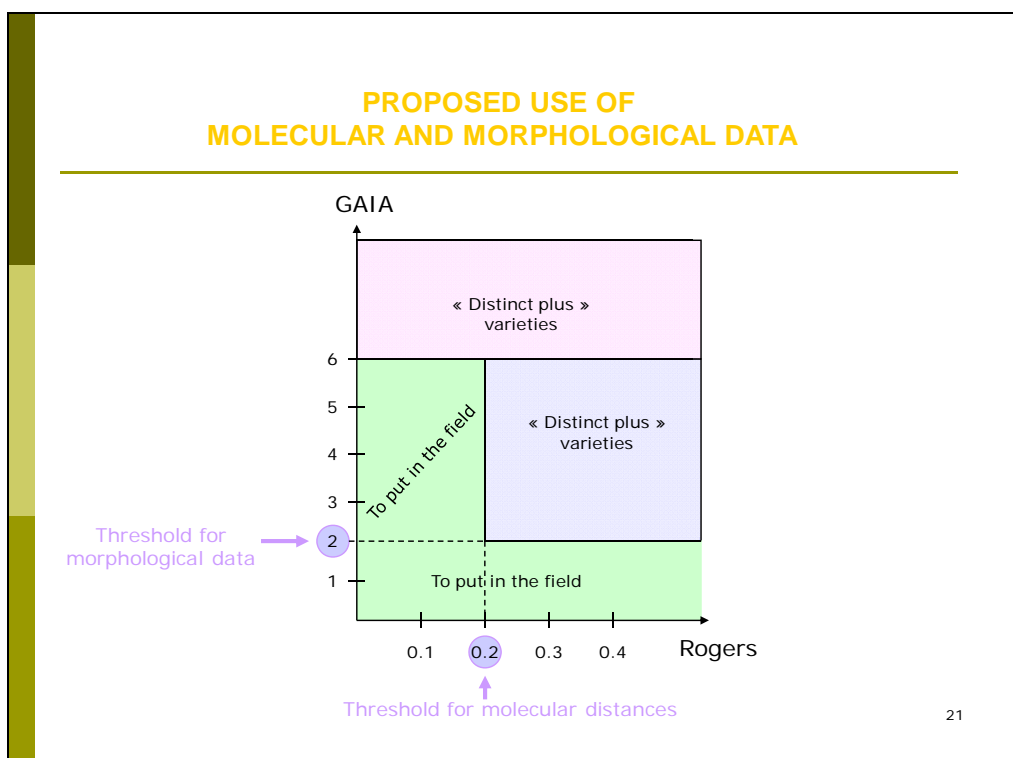 PROPOSED USE OF
MOLECULAR AND MORPHOLOGICAL DATA
GAIA
« Distinct plus »
varieties
6
5
4
3
2
1
To put in the field
« Distinct plus »
varieties
Threshold for
morphological data
To put in the field
0.1
0.2
0.3
0.4
Rogers
Threshold for molecular distances
21